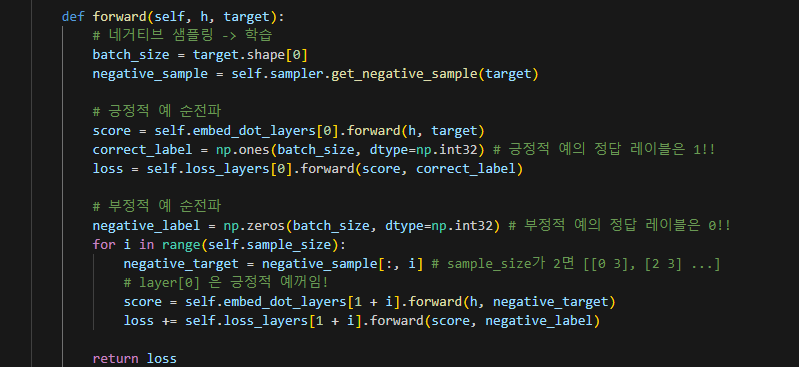 def forward(self, h, target):
# 네거티브 샘플링 -> 학습
batch_size = target.shape[0]
negative_sample = self.sampler.get_negative_sample(target)
# 긍정적 예 순전파
score = self.embed_dot_layers[0].forward(h, target)
correct_label = np.ones(batch_size, dtype=np.int32) # 긍정적 예의 정답 레이블은 1!!
loss = self.loss_layers[0].forward(score, correct_label)
# 부정적 예 순전파
negative_label = np.zeros(batch_size, dtype=np.int32) # 부정적 예의 정답 레이블은 0!!
for i in range(self.sample_size):
negative_target = negative_sample[:, i] # sample_size가 2면 [[0 3], [2 3] ...]
# layer[0] 은 긍정적 예꺼임!
score = self.embed_dot_layers[1 + i].forward(h, negative_target)
loss += self.loss_layers[1 + i].forward(score, negative_label)
return loss